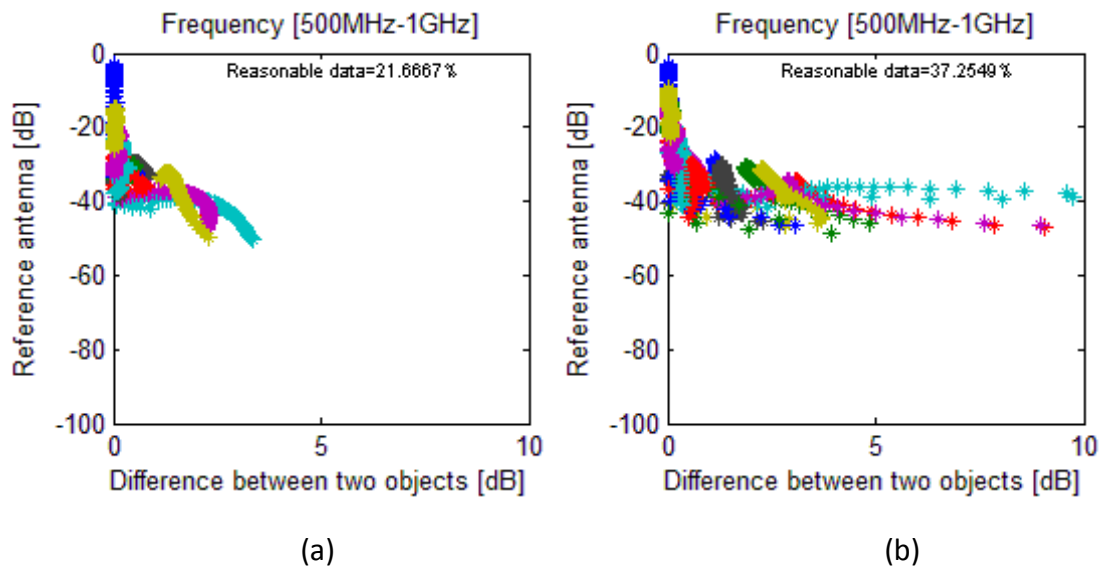 Frequency [500MHz-1GHz]
Reasonable data=21.6667%
0
-20
-40
-60
-80
-100
Reference antenna [dB]
0
5
10
Difference between two objects [dB]
(a)
Frequency [500MHz-1GHz]
Reasonable data=37.2549%
0
-20
-40
-60
-80
-100
Reference antenna [dB]
0
5
10
Difference between two objects [dB]
(b)